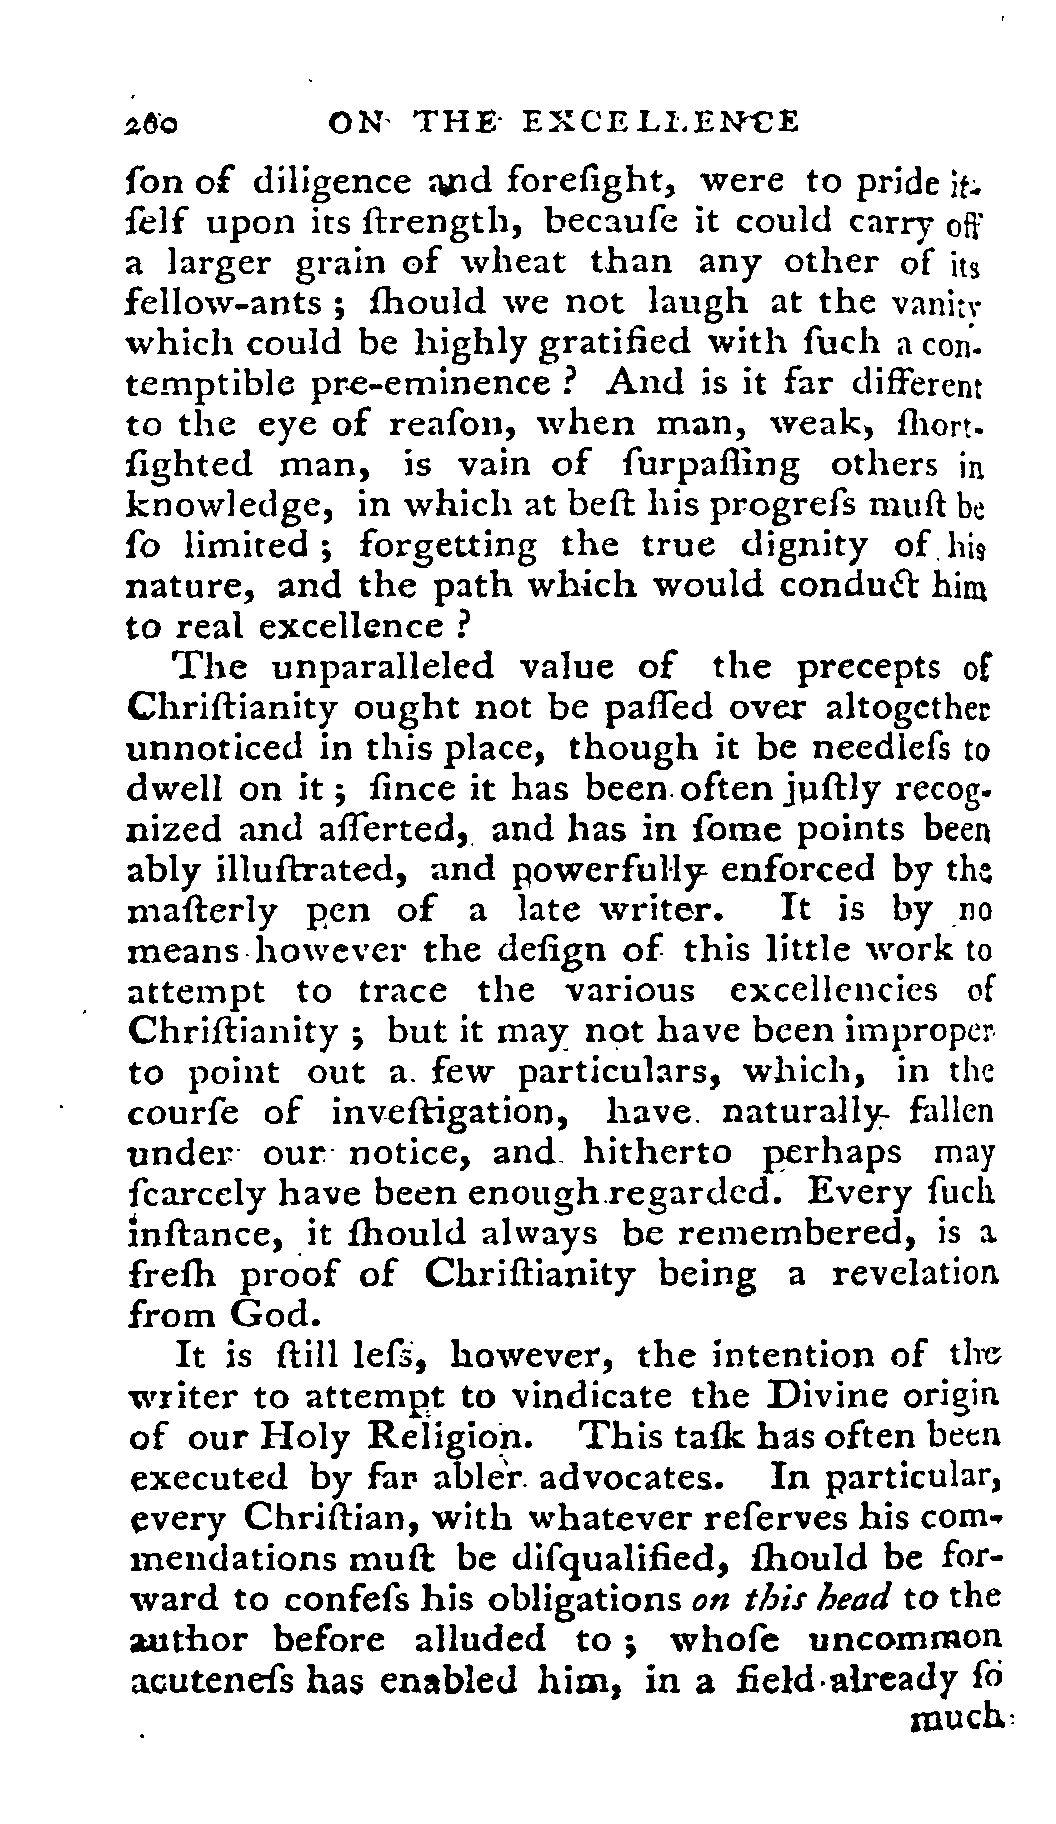 260 ON THE EXCELLENCE
ſon of diligence and foreſight, were to pride it-
ſelf upon its ſtrength, becauſe it could carry off
a larger grain of wheat than any other of its
fellow-ants ; ſhould we not laugh at the vanity
which could be highly gratified with ſuch a con-
temptible pre-eminence ? And is it far different
to the eye of reaſon, when man, weak, ſhort-
ſighted man, is vain of ſurpaſſing others in
knowledge, in which at beſt his progreſs muſt be
ſo limited ; forgetting the true dignity of his
nature, and the path which would conduct him
to real excellence ?
The unparalleled value of the precepts of
Chriſtianity ought not be paſſed over altogether
unnoticed in this place, though it be needleſs to
dwell on it ; ſince it has been often juſtly recog-
nized and aſſerted, and has in ſome points been
ably illuſtrated, and powerfully enforced by the
maſterly pen of a late writer. It is by no
means however the deſign of this little work to
attempt to trace the various excellencies of
Chriſtianity ; but it may not have been improper
to point out a few particulars, which, in the
courſe of inveſtigation, have naturally fallen
under our notice, and hitherto perhaps may
ſcarcely have been enough regarded. Every ſuch
inſtance, it ſhould always be remembered, is a
freſh proof of Chriſtianity being a revelation
from God.
It is ſtill leſs, however, the intention of the
writer to attempt to vindicate the Divine origin
of our Holy Religion. This taſk has often been
executed by far abler advocates. In particular,
every Chriſtian, with whatever reſerves his com-
mendations muſt be diſqualified, ſhould be for-
ward to confeſs his obligations on this head to the
author before alluded to ; whoſe uncommon
acuteneſs has enabled him, in a field already ſo
much